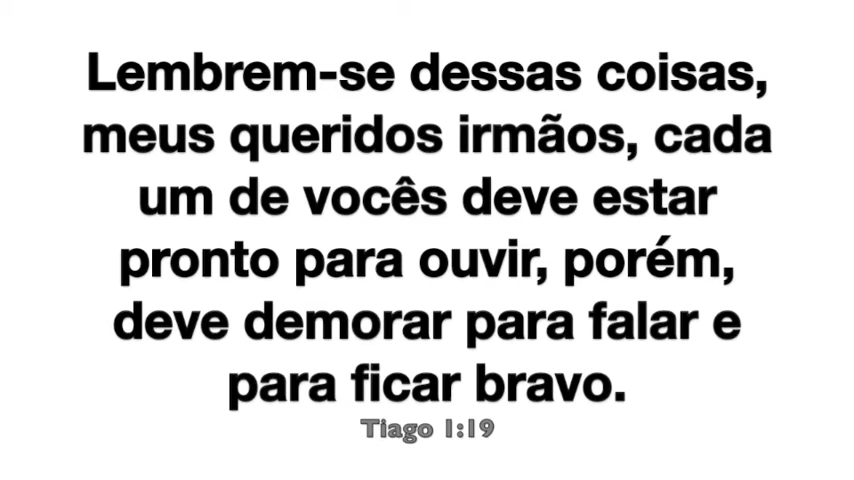 Lembrem-se dessas coisas,
meus queridos irmãos, cada
um de vocês deve estar
pronto para ouvir, porém,
deve demorar para falar e
para ficar bravo.
Tiago 1:19